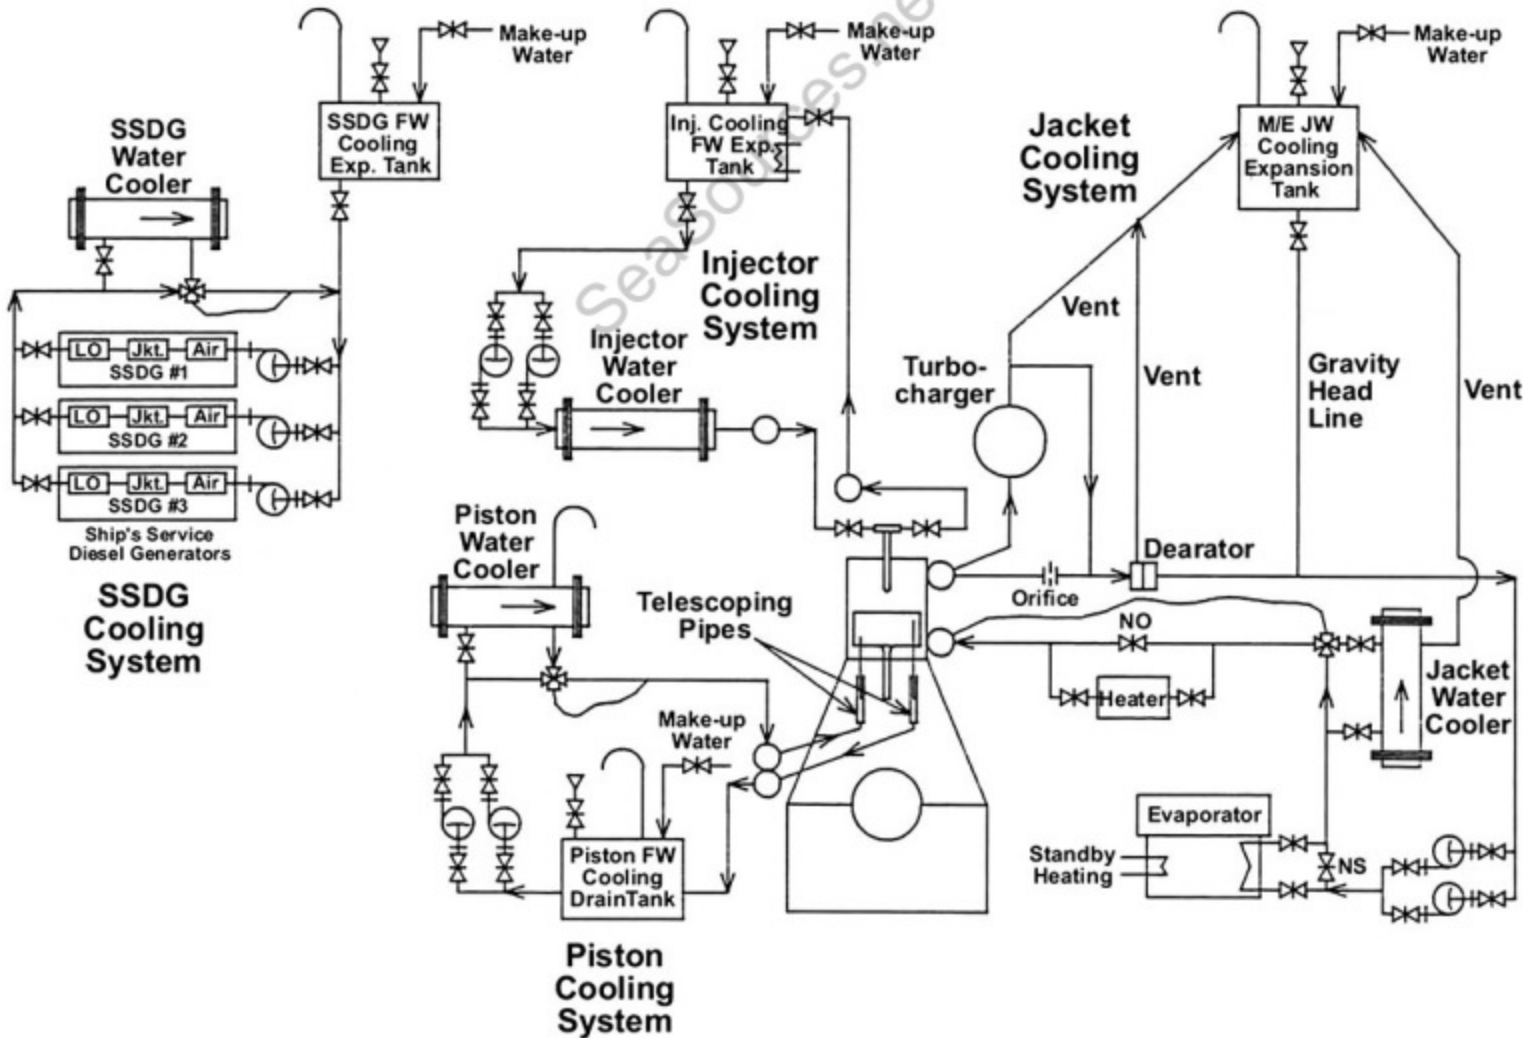 Make-up
Water
SSDG FW
Cooling
Exp. Tank
SSDG
Water
Cooler
LO
Jkt.
Air
SSDG #1
LO
Jkt.
Air
SSDG #2
LO
Jkt.
Air
SSDG #3
Ship's Service
Diesel Generators
SSDG
Cooling
System
Make-up
Water
Inj. Cooling
FW Exp.
Tank
Injector
Cooling
System
Injector
Water
Cooler
SeaSources.ne
Piston
Water
Cooler
Telescoping
Pipes
Make-up
Water
Piston FW
Cooling
DrainTank
Piston
Cooling
System
Jacket
Cooling
System
Make-up
Water
M/E JW
Cooling
Expansion
Tank
Vent
Vent
Gravity
Head
Line
Vent
Turbo-
charger
Dearator
Orifice
NO
Heater
Jacket
Water
Cooler
Evaporator
Standby
Heating
NS